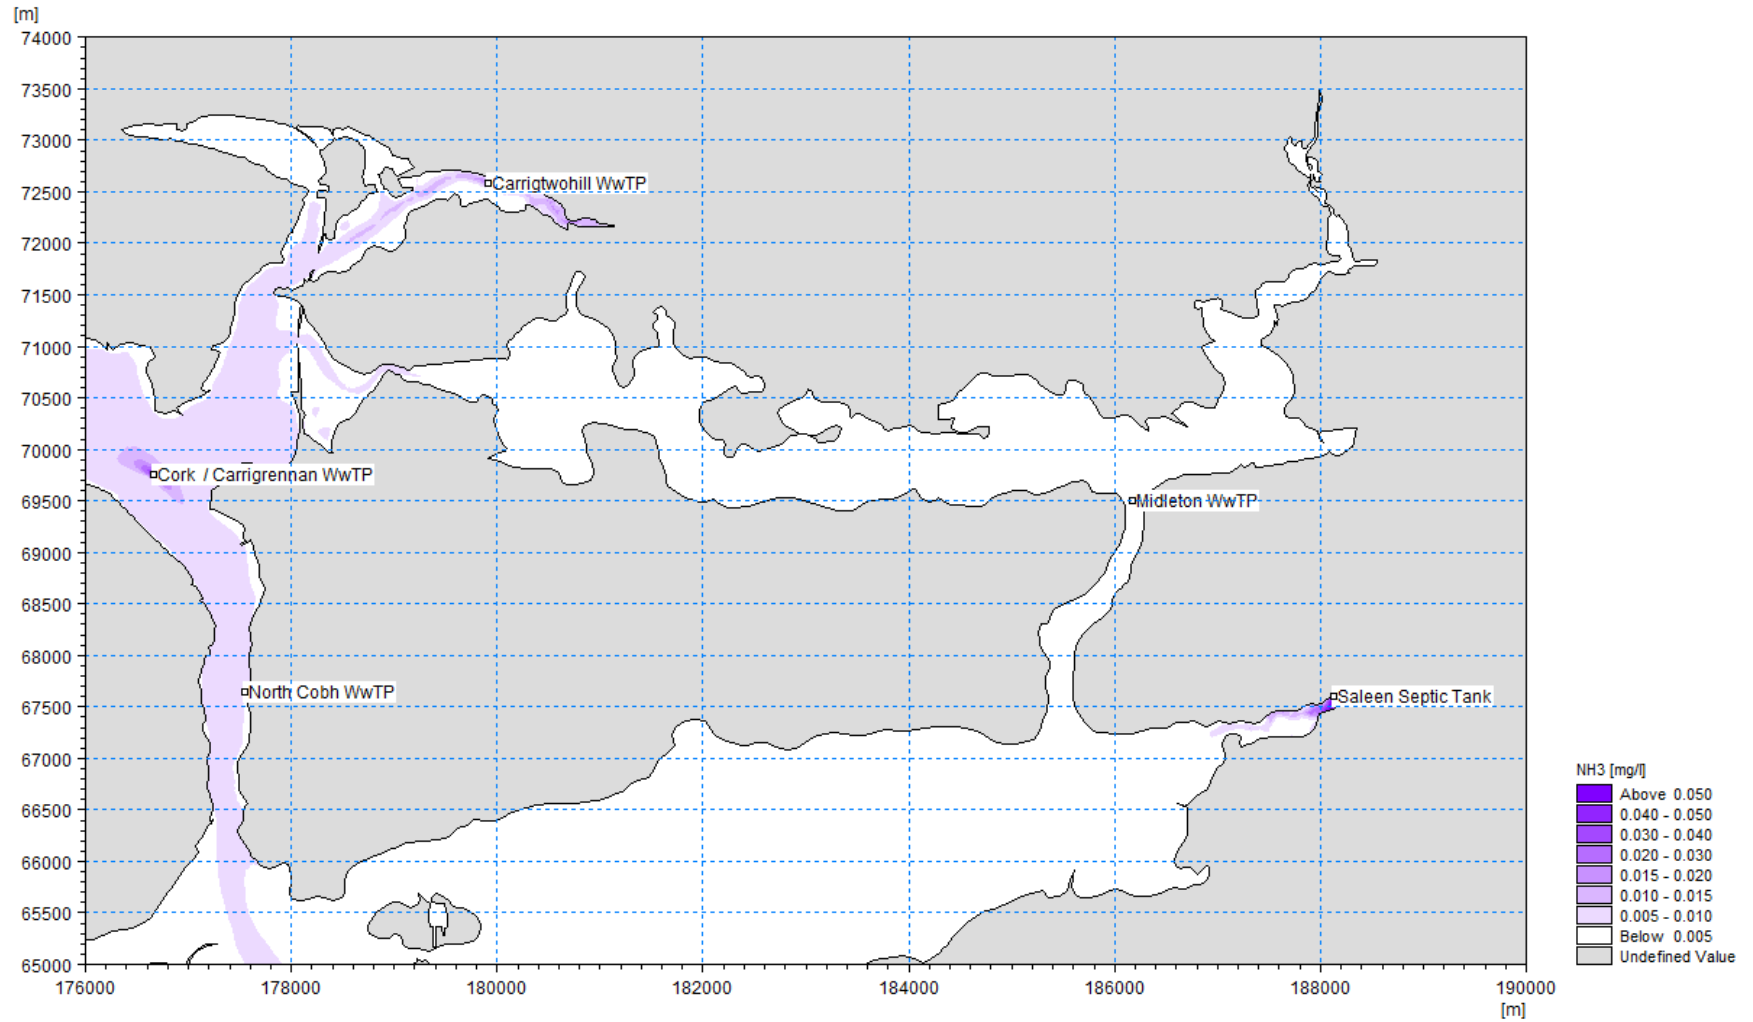 [m]
74000
73500
73000
72500
72000
71500
71000
70500
70000
69500
69000
68500
68000
67500
67000
66500
66000
65500
65000
Carrigtwohill WwTP
Cork / Carrigrennan WwTP
Midleton WwTP
North Cobh WwTP
Saleen Septic Tank
176000 178000 180000 182000 184000 186000 188000 190000
[m]
NH3 [mg/l]
Above 0.050
0.040 - 0.050
0.030 - 0.040
0.020 - 0.030
0.015 - 0.020
0.010 - 0.015
0.005 - 0.010
Below 0.005
Undefined Value